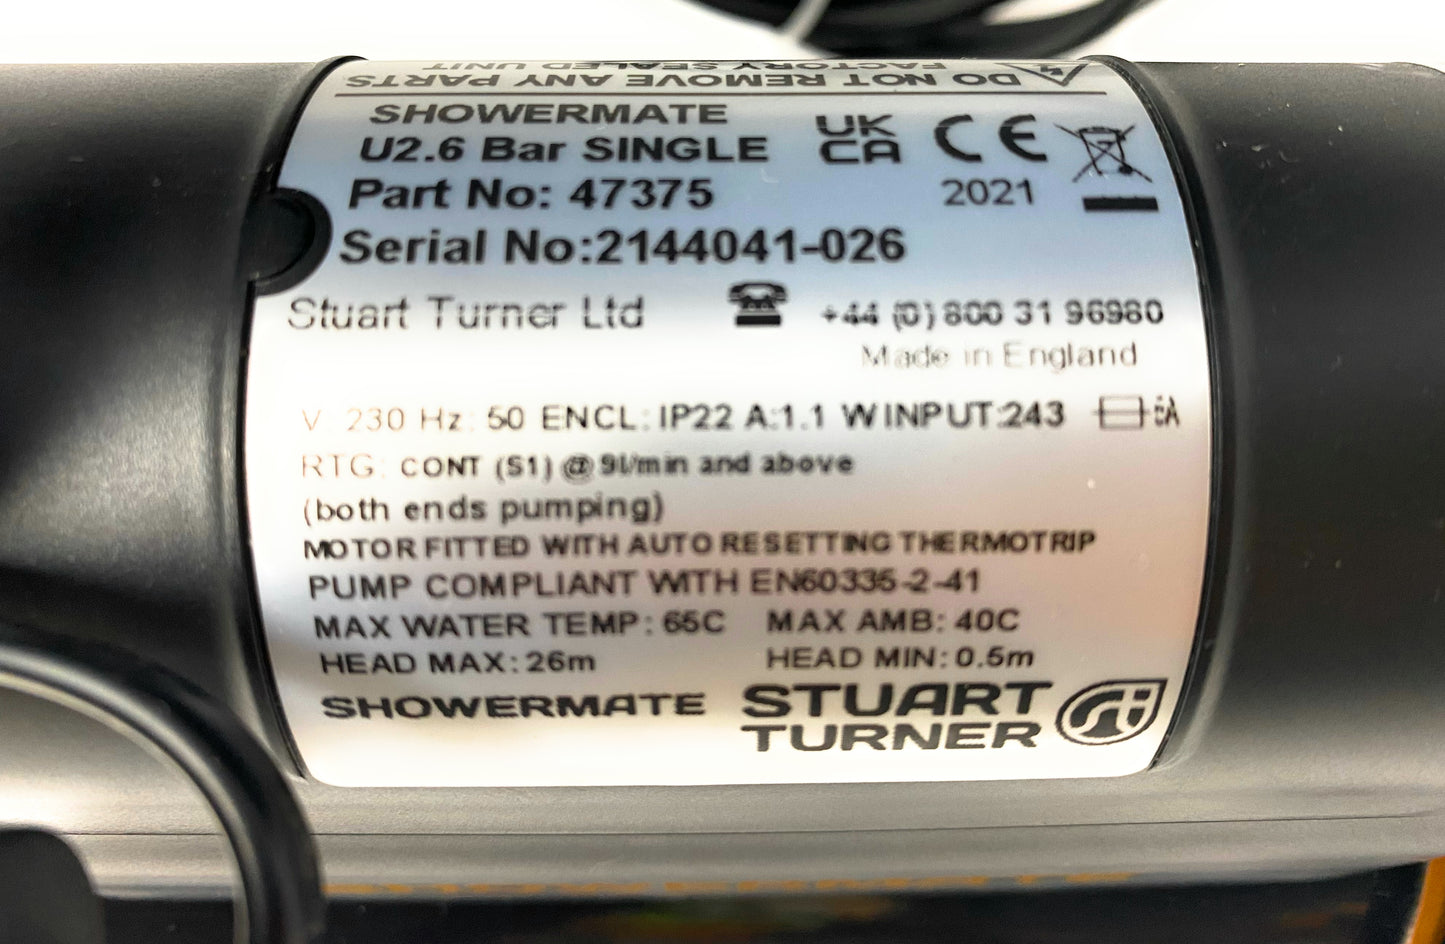 FACTORY SEALED UNIT
DO NOT REMOVE ANY PARTS
SHOWERMATE
U2.6 Bar SINGLE
UK
CA
CE
Part No: 47375
2021
Serial No:2144041-026
Stuart Turner Ltd
+44 (0) 800 31 96980
Made in England
V: 230 Hz: 50 ENCL: IP22 A:1.1 W INPUT:243
RTG: CONT (S1) @ 9l/min and above
(both ends pumping)
MOTOR FITTED WITH AUTO RESETTING THERMOTRIP
PUMP COMPLIANT WITH EN60335-2-41
MAX WATER TEMP: 65C MAX AMB: 40C
HEAD MAX: 26m HEAD MIN: 0.5m
SHOWERMATE
STUART
TURNER